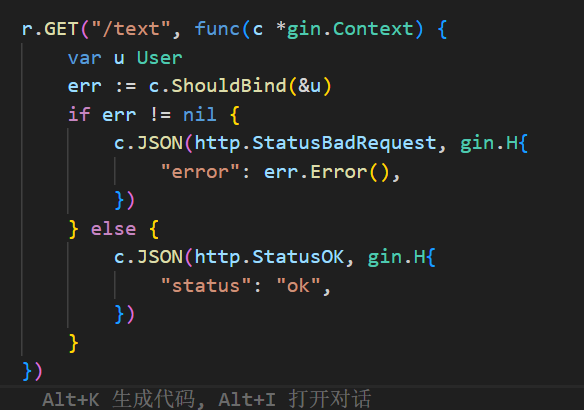 r.GET("/text", func(c *gin.Context) {
    var u User
    err := c.ShouldBind(&u)
    if err != nil {
        c.JSON(http.StatusBadRequest, gin.H{
            "error": err.Error(),
        })
    } else {
        c.JSON(http.StatusOK, gin.H{
            "status": "ok",
        })
    }
})
Alt+K 生成代码, Alt+I 打开对话